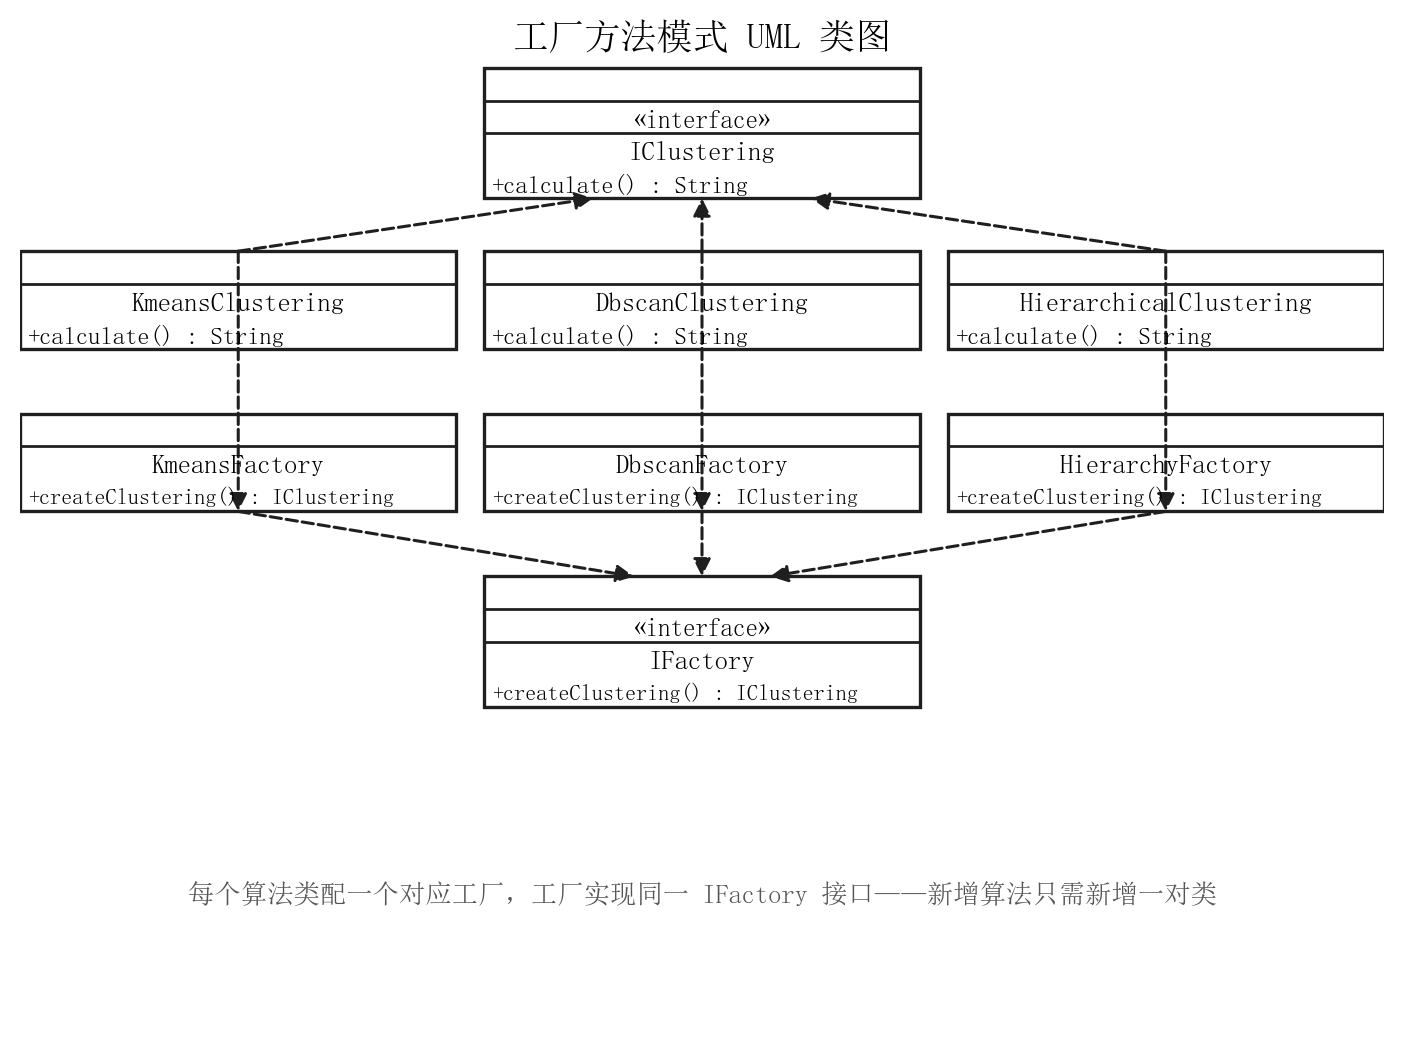 工厂方法模式 UML 类图
«interface»
IClustering
+calculate() : String
KmeansClustering
+calculate() : String
DbscanClustering
+calculate() : String
HierarchicalClustering
+calculate() : String
KmeansFactory
+createClustering() : IClustering
DbscanFactory
+createClustering() : IClustering
HierarchyFactory
+createClustering() : IClustering
«interface»
IFactory
+createClustering() : IClustering
每个算法类配一个对应工厂，工厂实现同一 IFactory 接口——新增算法只需新增一对类